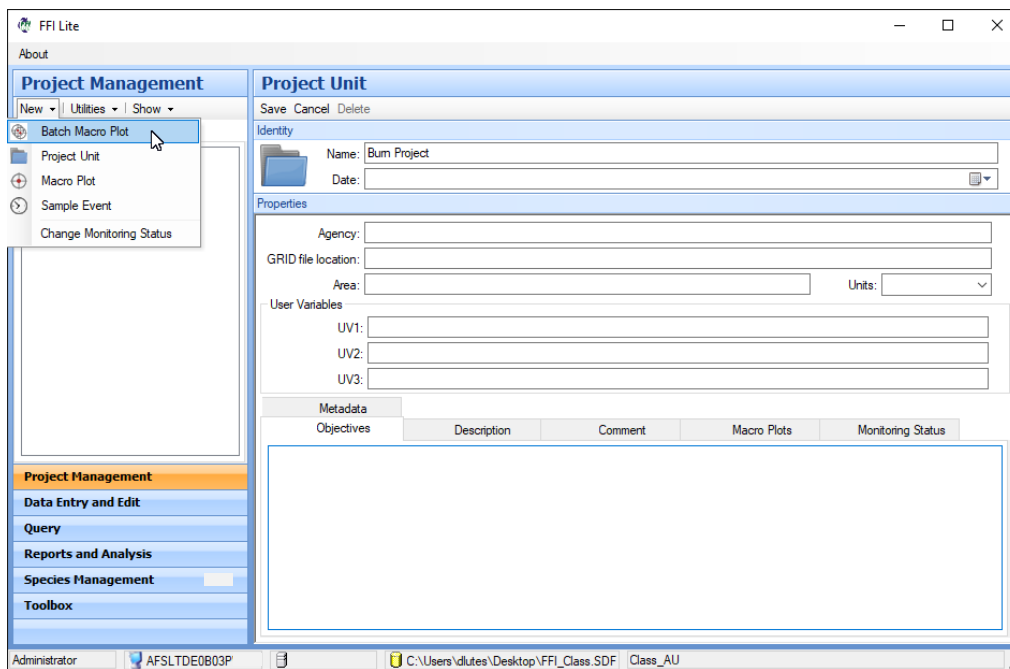 FFI Lite
About
Project Management
New Utilities Show
Batch Macro Plot
Project Unit
Macro Plot
Sample Event
Change Monitoring Status
Project Management
Data Entry and Edit
Query
Reports and Analysis
Species Management
Toolbox
Project Unit
Save Cancel Delete
Identity
Name: Burn Project
Date:
Properties
Agency:
GRID file location:
Area: Units:
User Variables
UV1:
UV2:
UV3:
Metadata
Objectives Description Comment Macro Plots Monitoring Status
Administrator AFSLTDE0B03P C:\Users\dlutes\Desktop\FFI_Class.SDF Class_AU